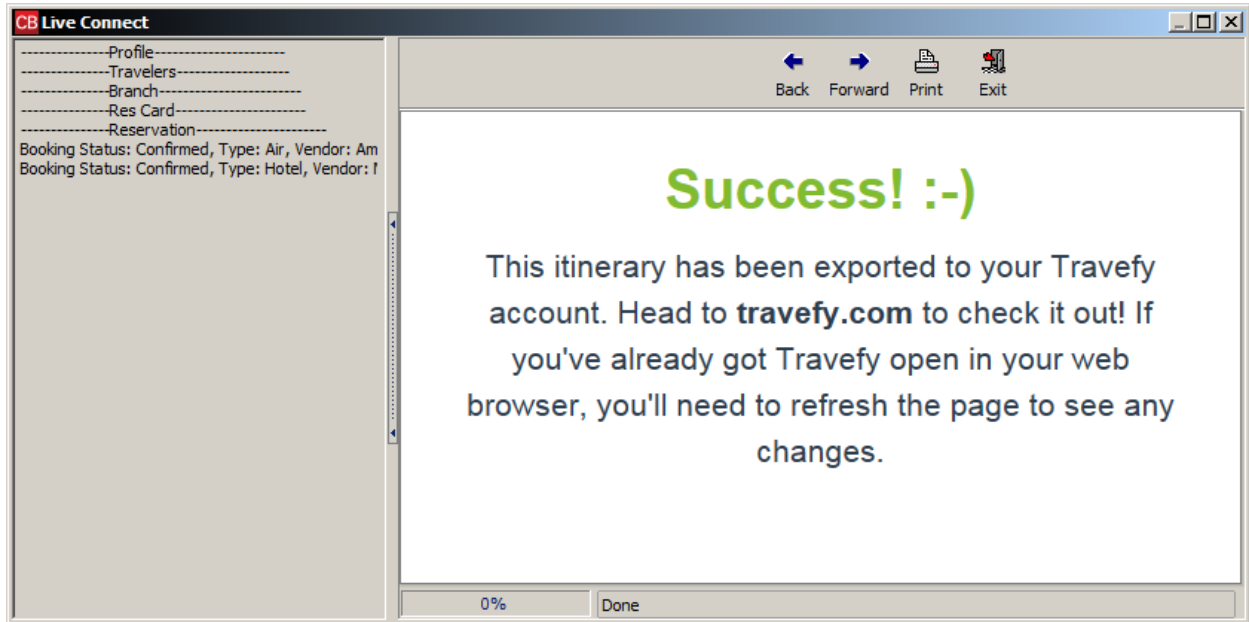 CB Live Connect
---------------Profile----------------------
---------------Travelers-------------------
---------------Branch------------------------
---------------Res Card----------------------
---------------Reservation----------------------
Booking Status: Confirmed, Type: Air, Vendor: Am
Booking Status: Confirmed, Type: Hotel, Vendor:
Back Forward Print Exit
Success! :-)
This itinerary has been exported to your Travefy
account. Head to travefy.com to check it out! If
you've already got Travefy open in your web
browser, you'll need to refresh the page to see any
changes.
0% Done